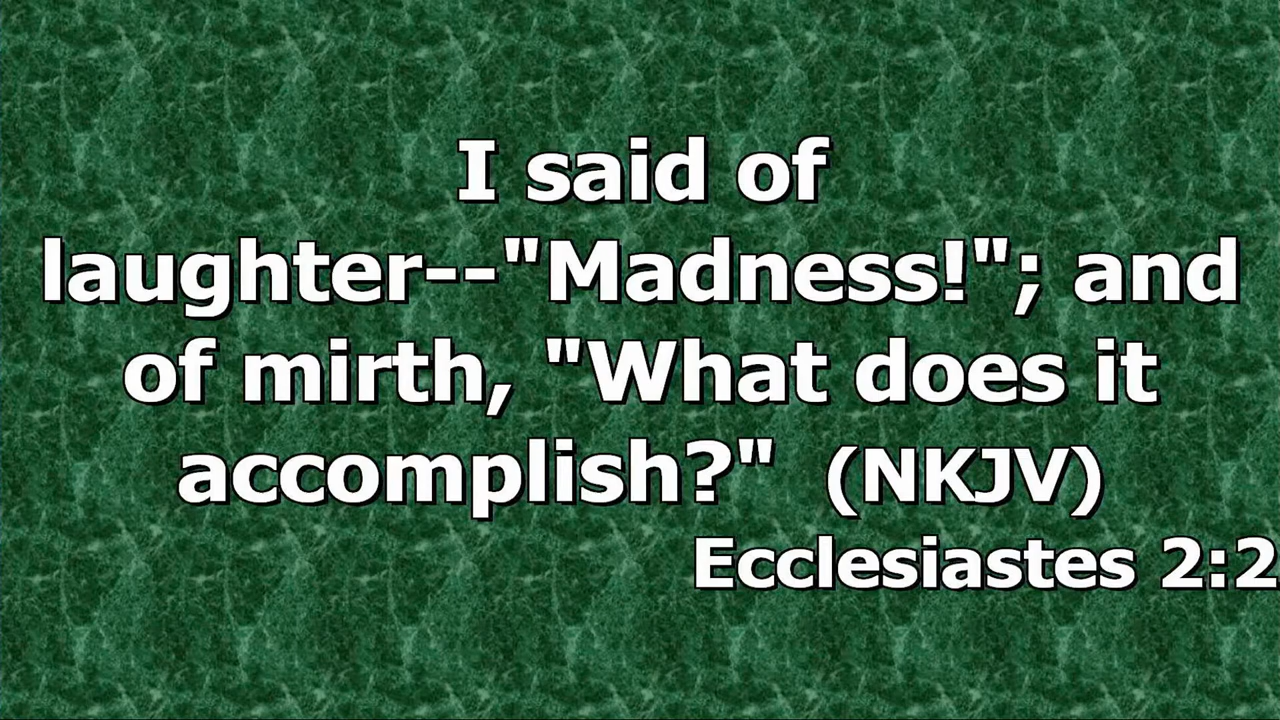 I said of
laughter--"Madness!"; and
of mirth, "What does it
accomplish?"  (NKJV)
Ecclesiastes 2:2